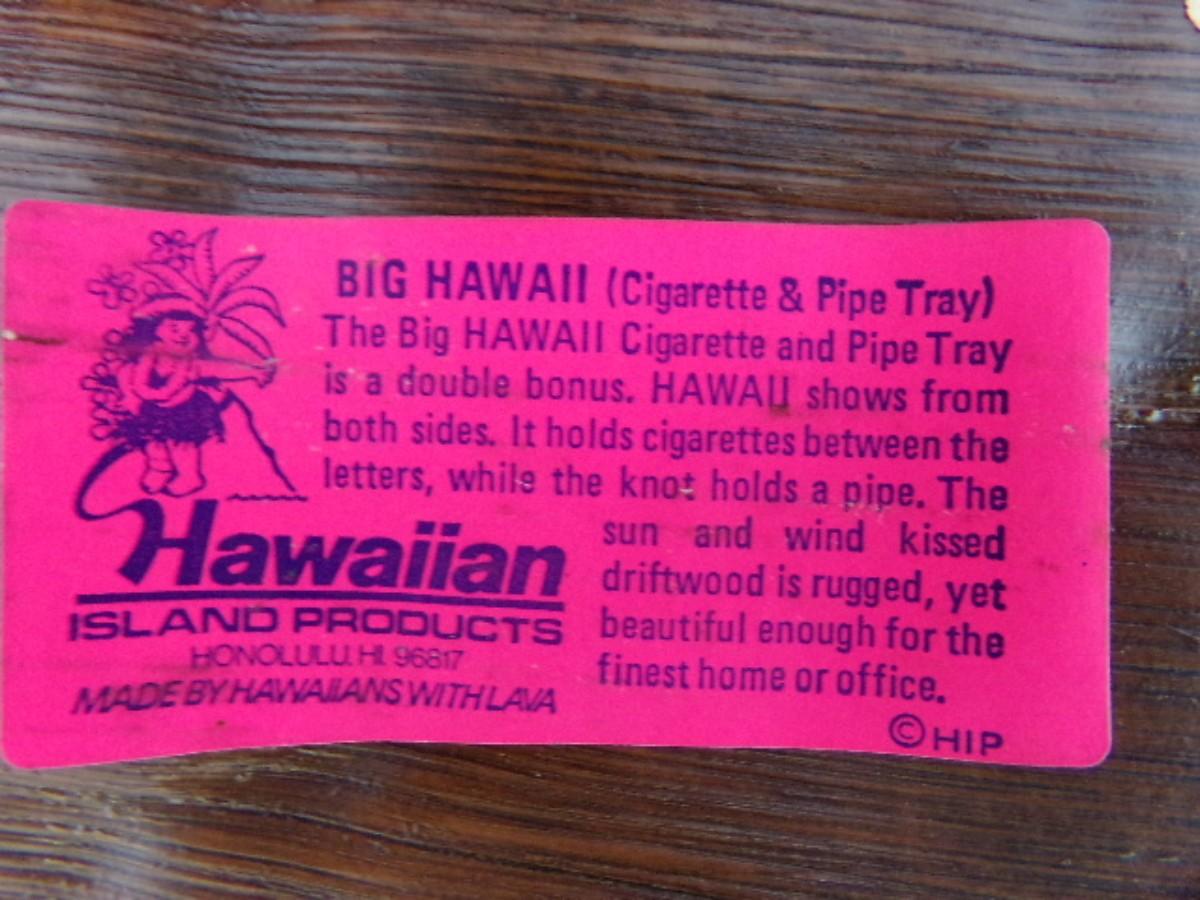 BIG HAWAII (Cigarette & Pipe Tray)
The Big HAWAII Cigarette and Pipe Tray
is a double bonus. HAWAII shows from
both sides. It holds cigarettes between the
letters, while the knot holds a pipe. The
sun and wind kissed
driftwood is rugged, yet
beautiful enough for the
finest home or office.
© HIP
Hawaiian
ISLAND PRODUCTS
HONOLULU. HI. 96817
MADE BY HAWAIIANS WITH LAVA